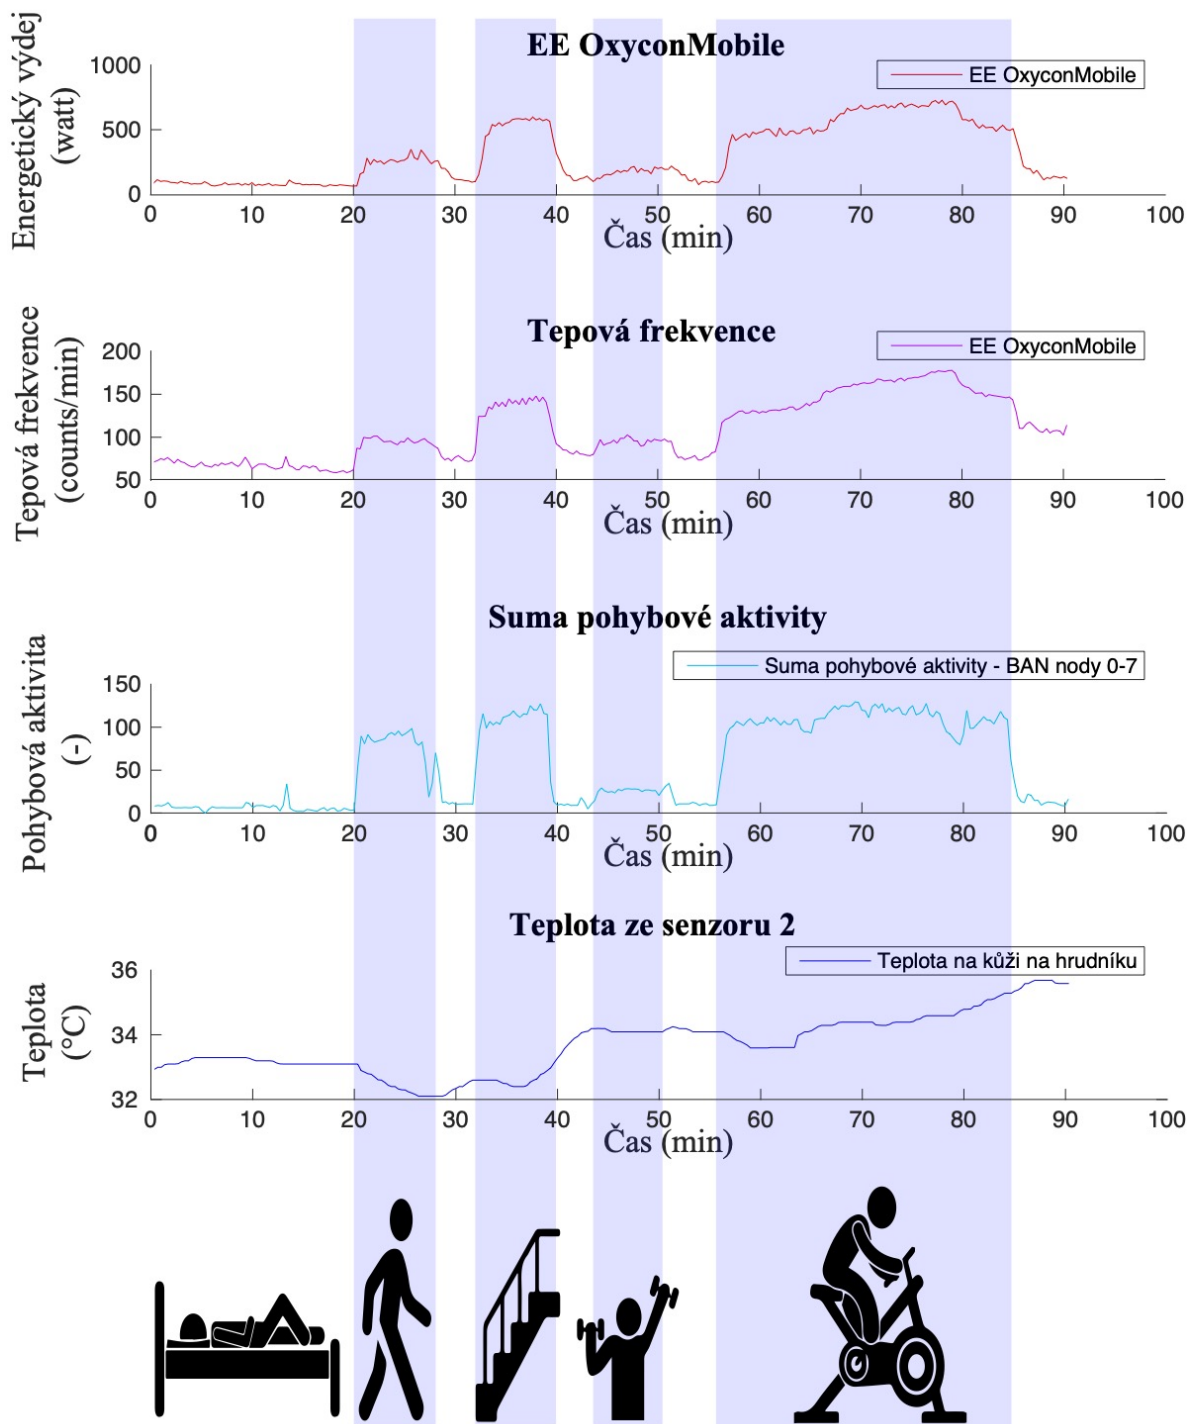 EE OxyconMobile
EE OxyconMobile
Energetický výdej
(watt)
1000
500
0
0 10 20 30 40 50 60 70 80 90 100
Čas (min)
Tepová frekvence
EE OxyconMobile
Tepová frekvence
(counts/min)
200
150
100
50
0 10 20 30 40 50 60 70 80 90 100
Čas (min)
Suma pohybové aktivity
Suma pohybové aktivity - BAN nody 0-7
Pohybová aktivita
(-)
150
100
50
0
0 10 20 30 40 50 60 70 80 90 100
Čas (min)
Teplota ze senzoru 2
Teplota na kůži na hrudníku
Teplota
(°C)
36
34
32
0 10 20 30 40 50 60 70 80 90 100
Čas (min)